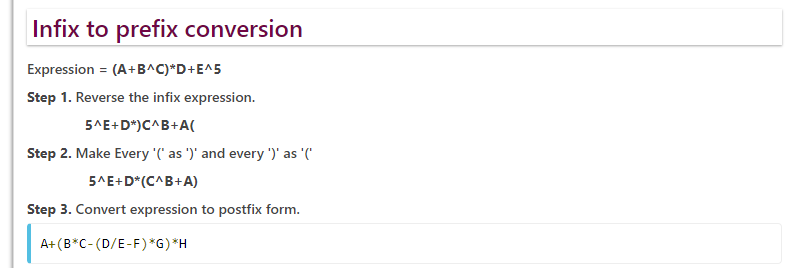 Infix to prefix conversion
Expression = (A+B^C)*D+E^5
Step 1. Reverse the infix expression.
5^E+D*)C^B+A(
Step 2. Make Every '(' as ')' and every ')' as '('
5^E+D*(C^B+A)
Step 3. Convert expression to postfix form.
A+(B*C-(D/E-F)*G)*H